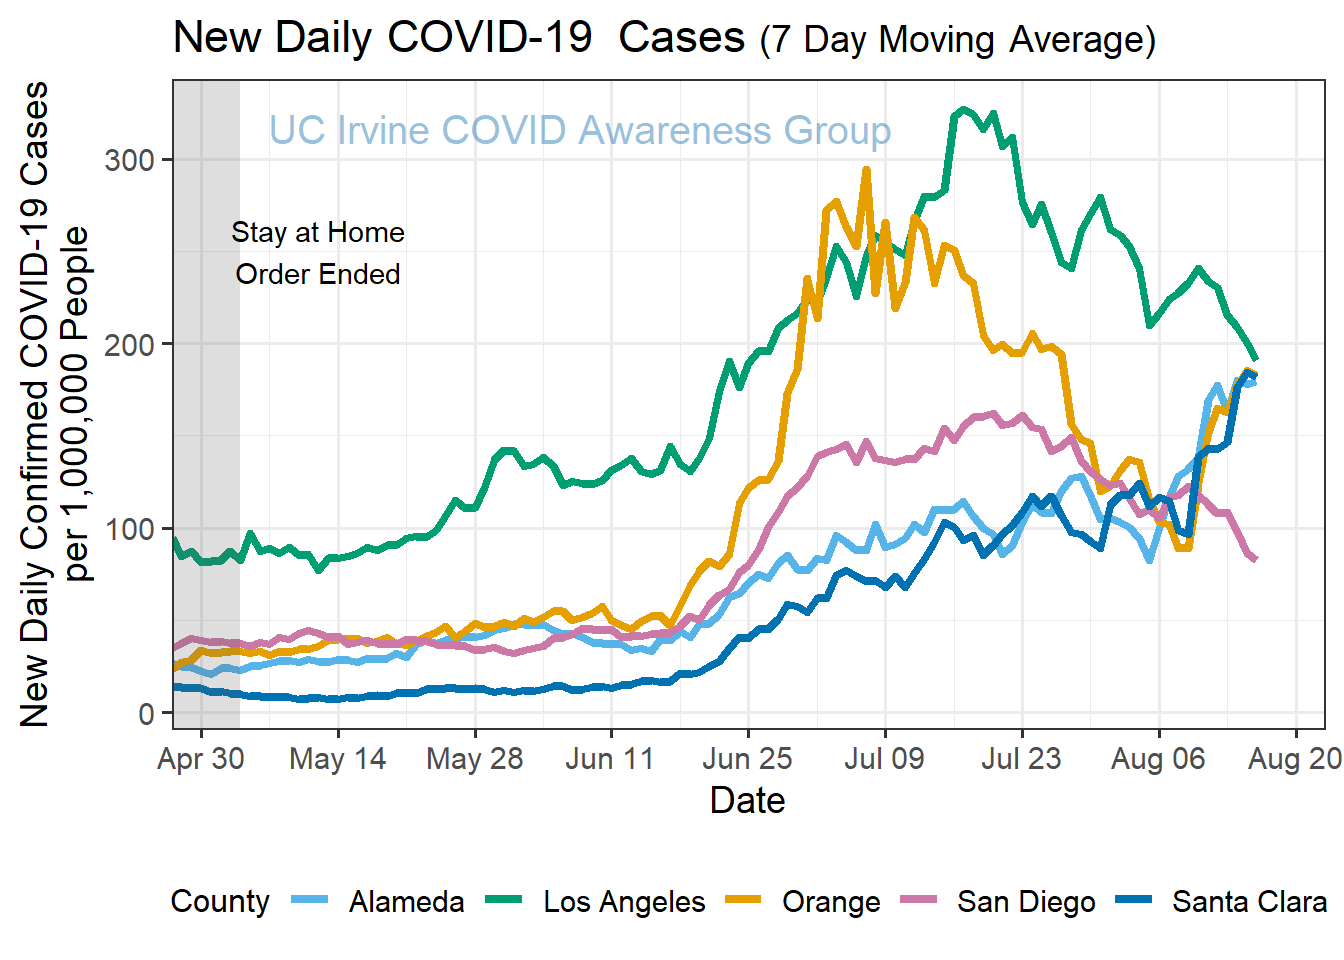 New Daily COVID-19 Cases (7 Day Moving Average)
UC Irvine COVID Awareness Group
Stay at Home
Order Ended
New Daily Confirmed COVID-19 Cases
per 1,000,000 People
300
200
100
0
Apr 30 May 14 May 28 Jun 11 Jun 25 Jul 09 Jul 23 Aug 06 Aug 20
Date
County Alameda Los Angeles Orange San Diego Santa Clara